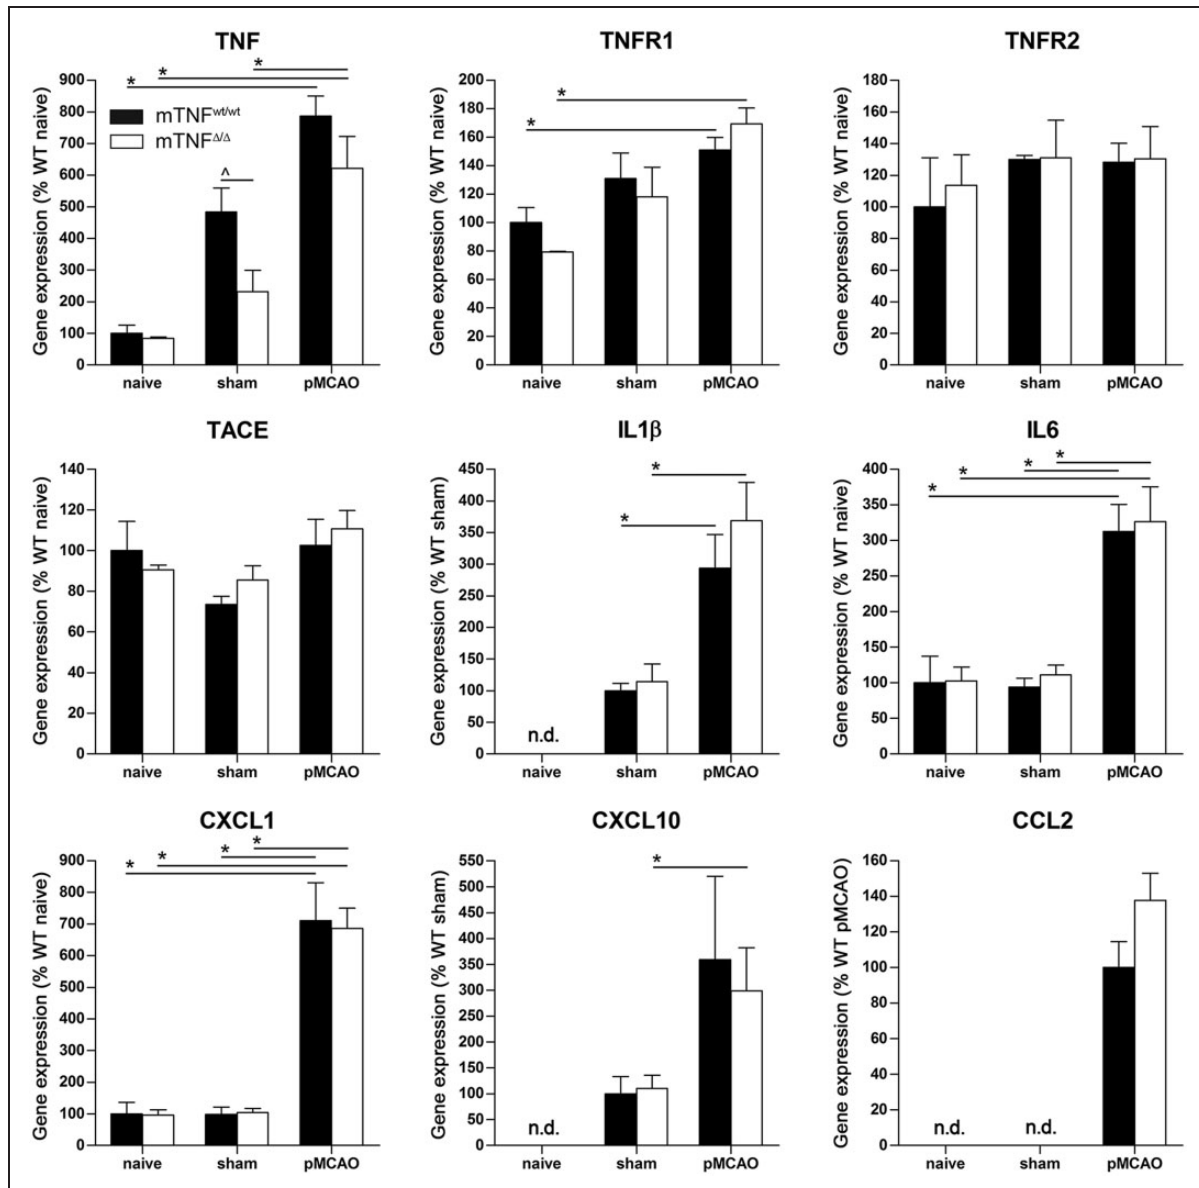 TNF
* * *
Gene expression (% WT naive)
900
800
700
600
500
400
300
200
100
0
mTNFwt/wt
mTNFΔ/Δ
^
naive sham pMCAO
TNFR1
*
*
Gene expression (% WT naive)
200
180
160
140
120
100
80
60
40
20
0
naive sham pMCAO
TNFR2
Gene expression (% WT naive)
180
160
140
120
100
80
60
40
20
0
naive sham pMCAO
TACE
Gene expression (% WT naive)
140
120
100
80
60
40
20
0
naive sham pMCAO
IL1β
*
*
Gene expression (% WT sham)
450
400
350
300
250
200
150
100
50
0
n.d.
naive sham pMCAO
IL6
* * * *
Gene expression (% WT naive)
400
350
300
250
200
150
100
50
0
naive sham pMCAO
CXCL1
* * * *
Gene expression (% WT naive)
900
800
700
600
500
400
300
200
100
0
naive sham pMCAO
CXCL10
*
Gene expression (% WT sham)
550
500
450
400
350
300
250
200
150
100
50
0
n.d.
naive sham pMCAO
CCL2
Gene expression (% WT pMCAO)
160
140
120
100
80
60
40
20
0
n.d. n.d.
naive sham pMCAO